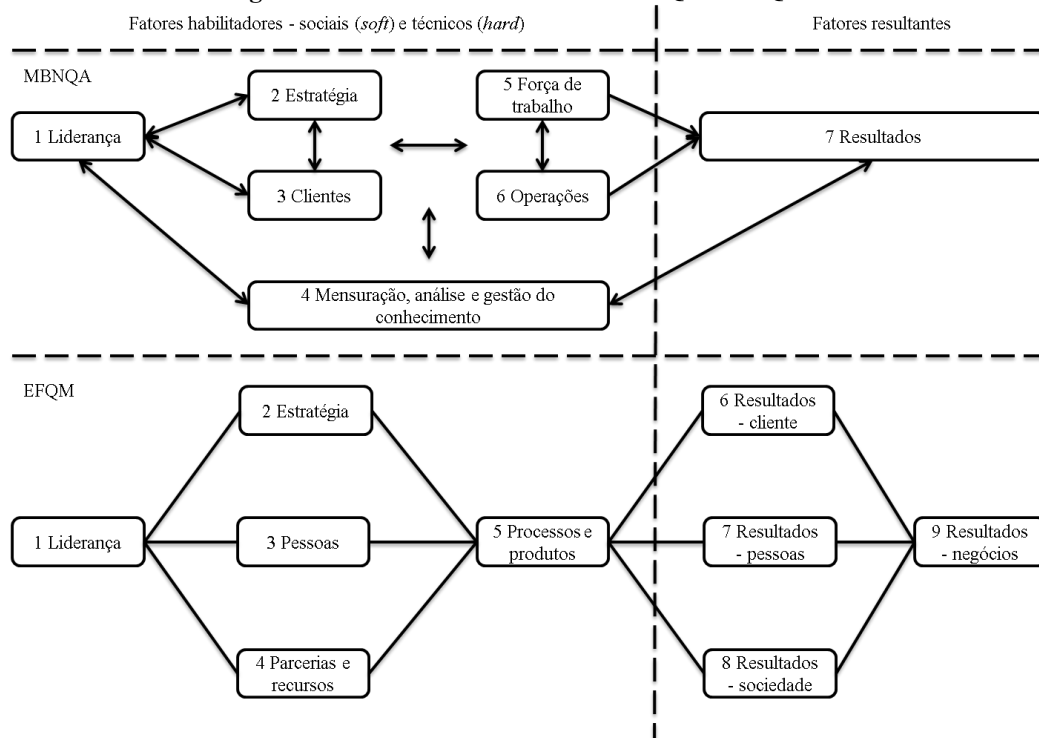 Fatores habilitadores - sociais (soft) e técnicos (hard)
Fatores resultantes
MBNQA
1 Liderança
2 Estratégia
3 Clientes
5 Força de
trabalho
6 Operações
7 Resultados
4 Mensuração, análise e gestão do
conhecimento
EFQM
1 Liderança
2 Estratégia
3 Pessoas
4 Parcerias e
recursos
5 Processos e
produtos
6 Resultados
- cliente
7 Resultados
- pessoas
8 Resultados
- sociedade
9 Resultados
- negócios